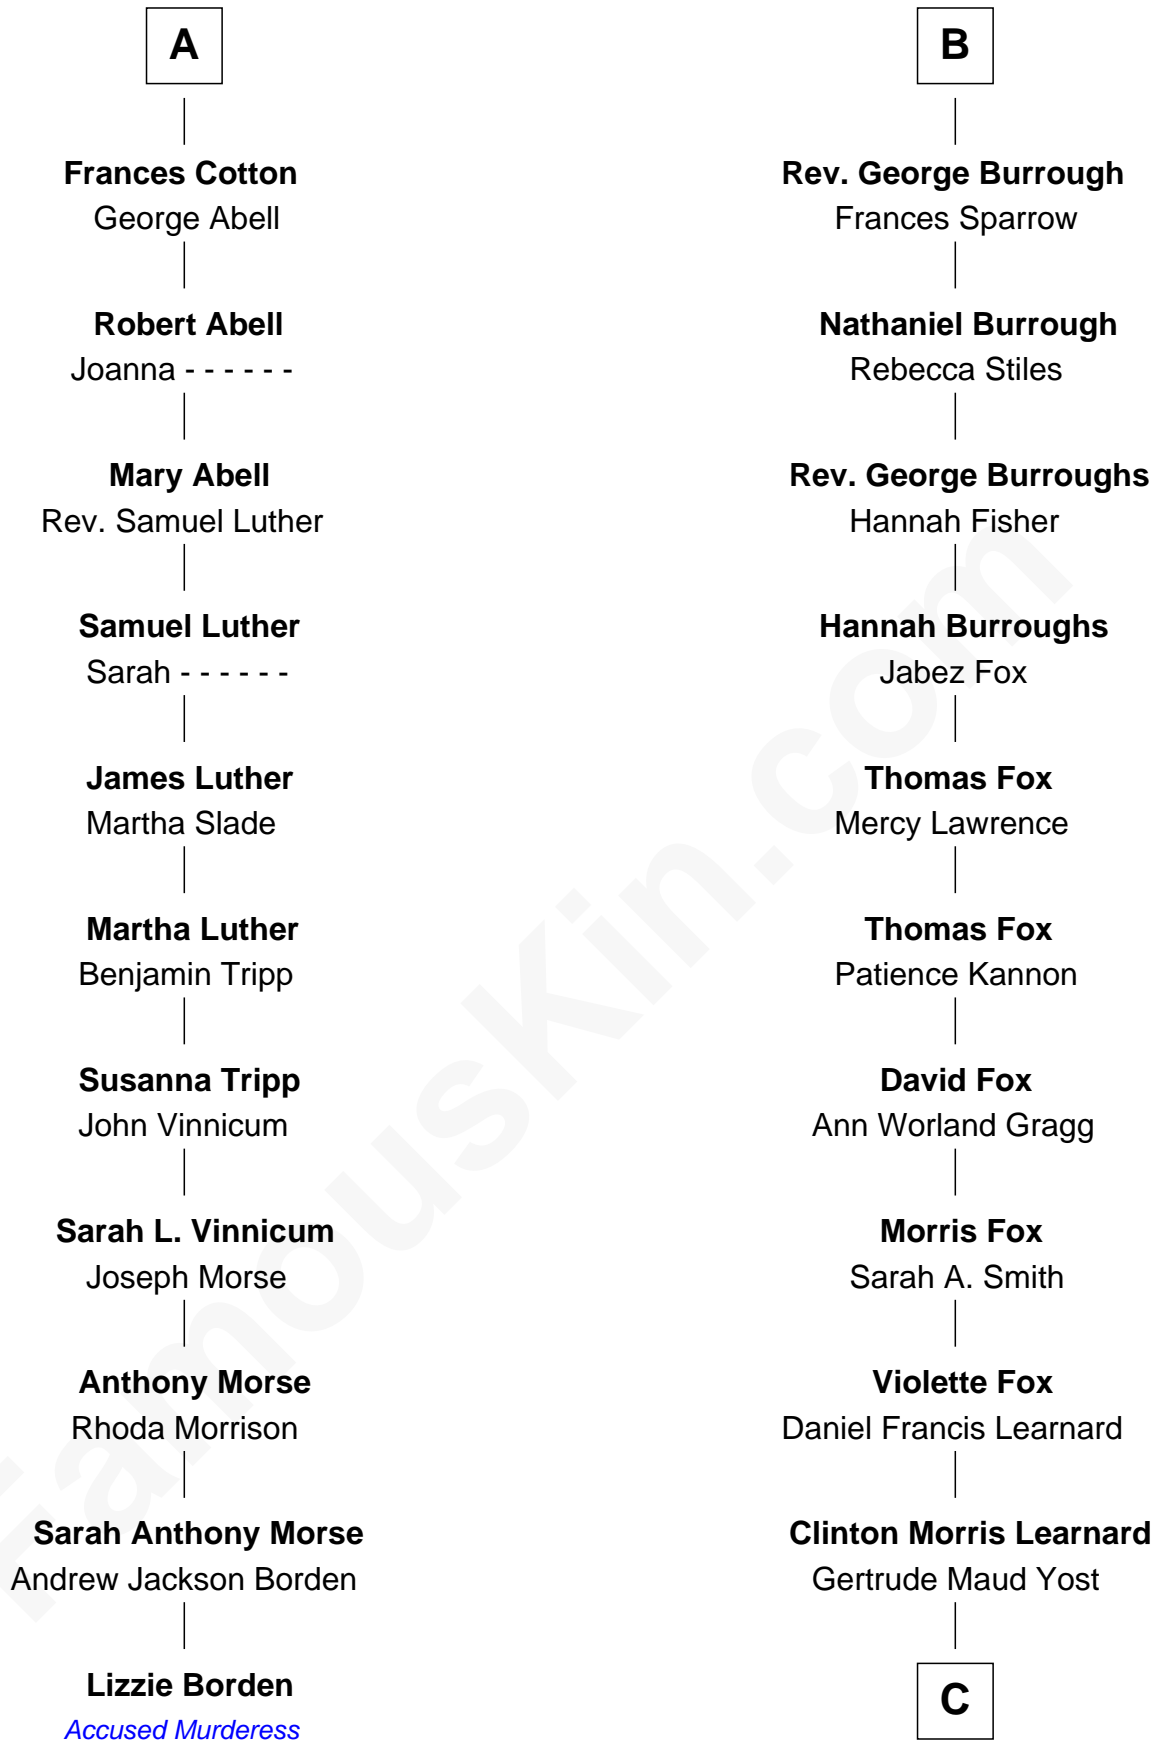 A
Frances Cotton
George Abell
Robert Abell
Joanna - - - - - -
Mary Abell
Rev. Samuel Luther
Samuel Luther
Sarah - - - - - -
James Luther
Martha Slade
Martha Luther
Benjamin Tripp
Susanna Tripp
John Vinnicum
Sarah L. Vinnicum
Joseph Morse
Anthony Morse
Rhoda Morrison
Sarah Anthony Morse
Andrew Jackson Borden
Lizzie Borden
Accused Murderess
B
Rev. George Burrough
Frances Sparrow
Nathaniel Burrough
Rebecca Stiles
Rev. George Burroughs
Hannah Fisher
Hannah Burroughs
Jabez Fox
Thomas Fox
Mercy Lawrence
Thomas Fox
Patience Kannon
David Fox
Ann Worland Gragg
Morris Fox
Sarah A. Smith
Violette Fox
Daniel Francis Learnard
Clinton Morris Learnard
Gertrude Maud Yost
C
FamousKin.com